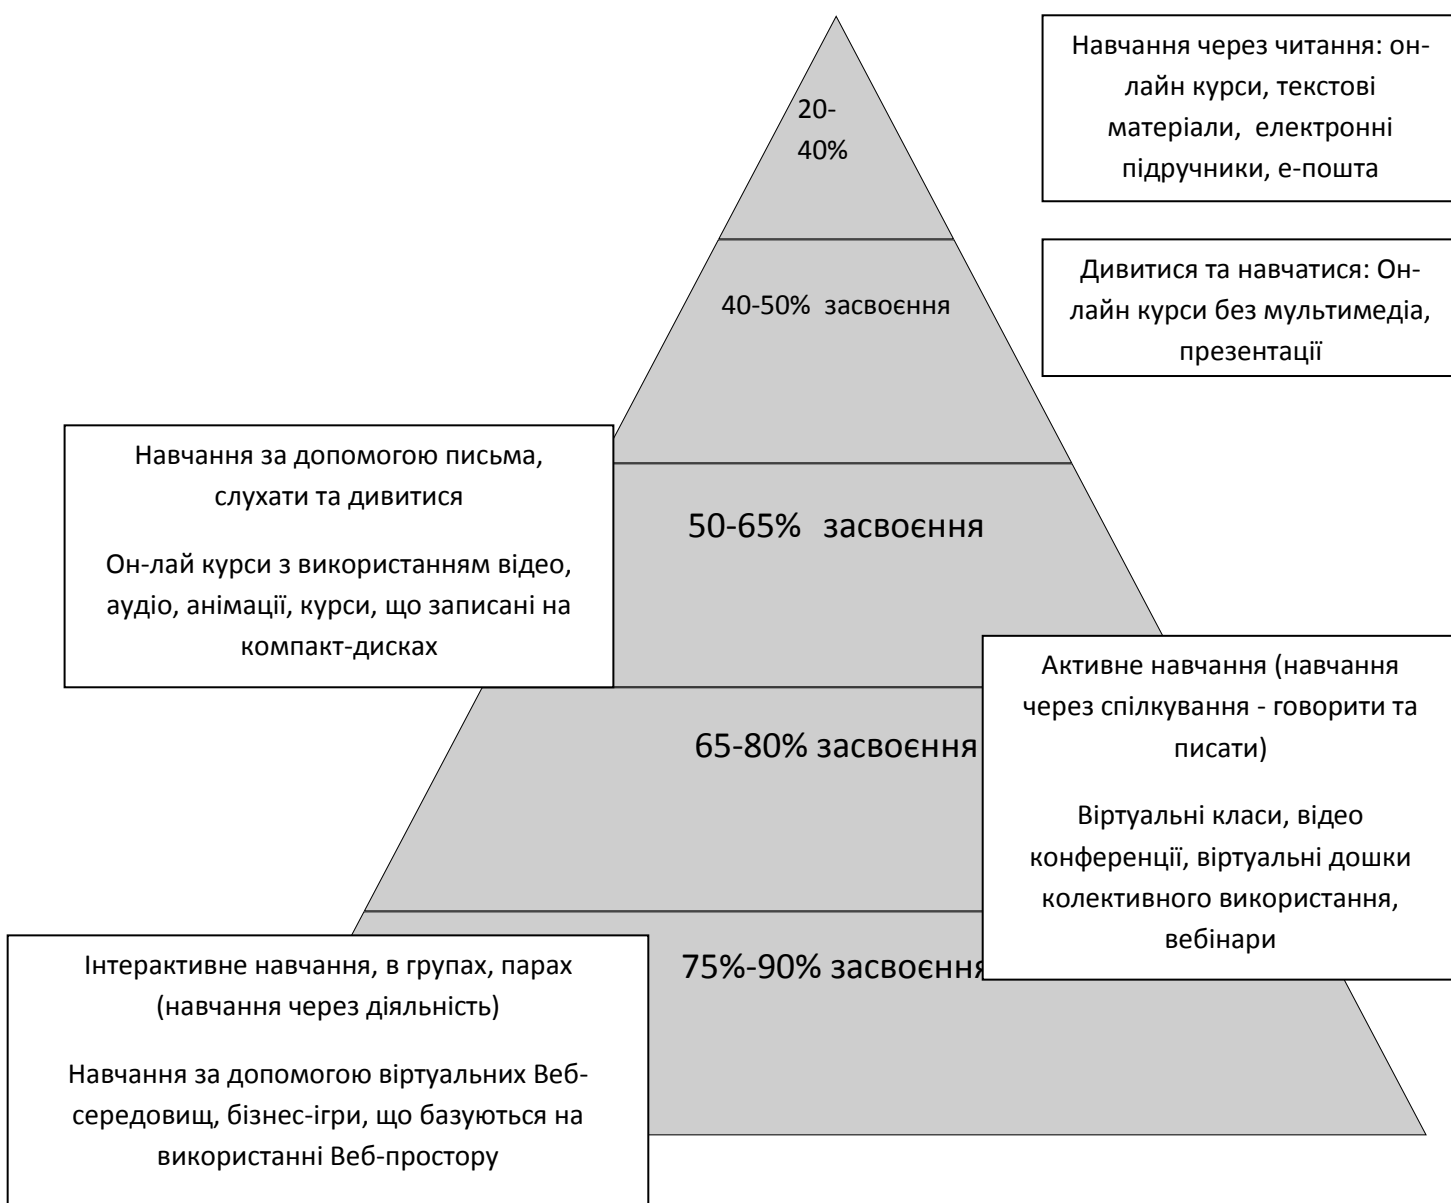 Навчання через читання: он-
лайн курси, текстові
матеріали, електронні
підручники, е-пошта
20-
40%
Дивитися та навчатися: Он-
лайн курси без мультимедіа,
презентації
40-50% засвоєння
Навчання за допомогою письма,
слухати та дивитися
Он-лай курси з використанням відео,
аудіо, анімації, курси, що записані на
компакт-дисках
50-65% засвоєння
Активне навчання (навчання
через спілкування - говорити та
писати)
Віртуальні класи, відео
конференції, віртуальні дошки
колективного використання,
вебінари
65-80% засвоєння
Інтерактивне навчання, в групах, парах
(навчання через діяльність)
Навчання за допомогою віртуальних Веб-
середовищ, бізнес-ігри, що базуються на
використанні Веб-простору
75%-90% засвоєння